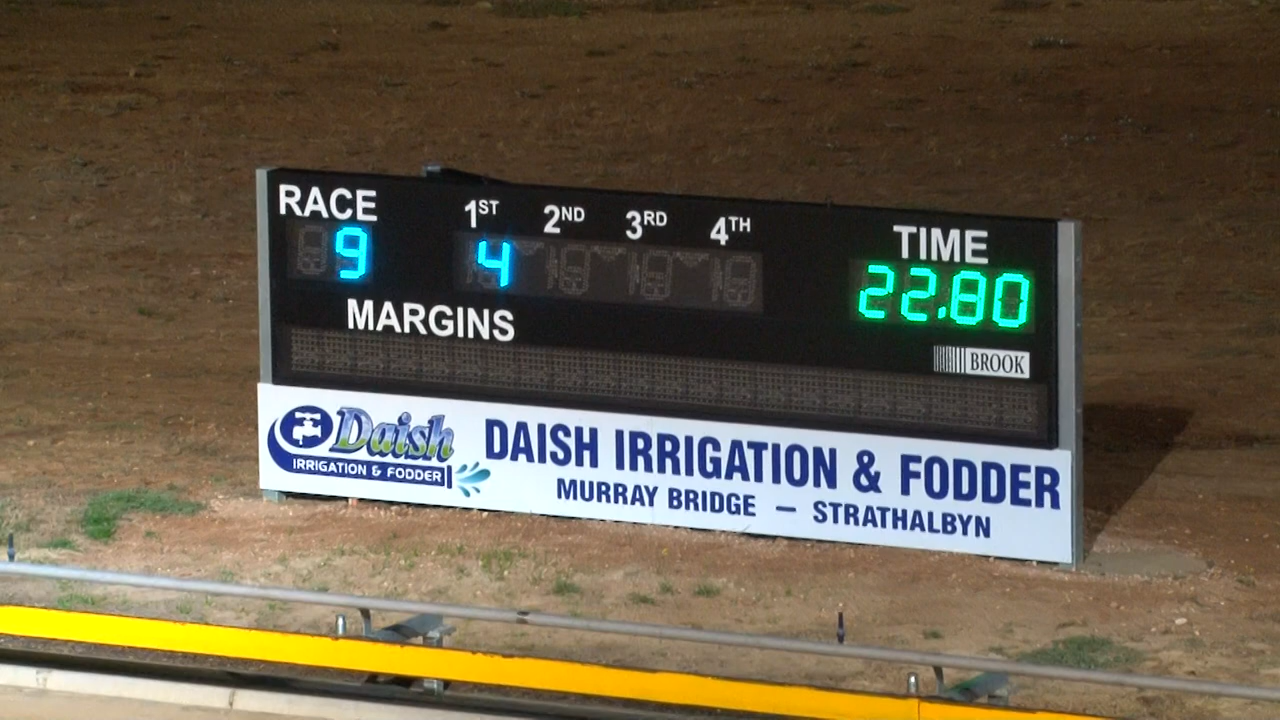 RACE 1ST 2ND 3RD 4TH TIME
9 4 22.80
MARGINS
BROOK
Daish
IRRIGATION & FODDER
DAISH IRRIGATION & FODDER
MURRAY BRIDGE – STRATHALBYN